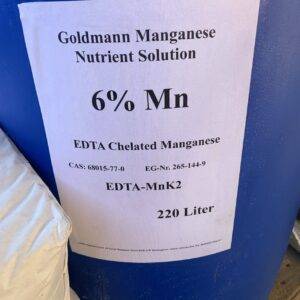 Goldmann Manganese
Nutrient Solution
6% Mn
EDTA Chelated Manganese
CAS: 68015-77-0 EG-Nr. 265-144-9
EDTA-MnK2
220 Liter